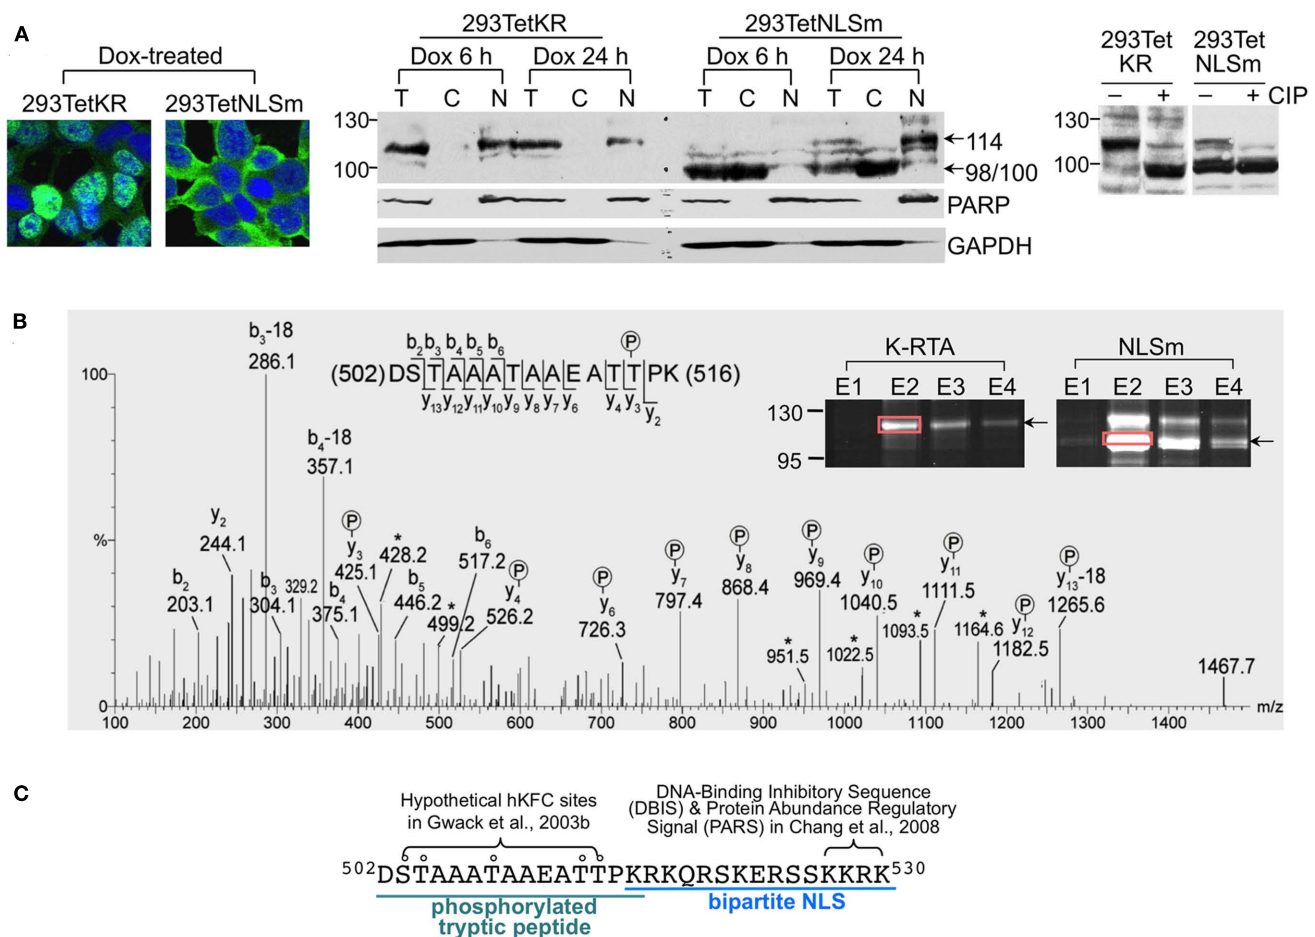 A
Dox-treated
293TetKR 293TetNLSm
293TetKR
Dox 6 h Dox 24 h
T C N T C N
293TetNLSm
Dox 6 h Dox 24 h
T C N T C N
130
100
←114
←98/100
PARP
GAPDH
293Tet KR
293Tet NLSm
– + – + CIP
130
100
B
b3-18
286.1
b4-18
357.1
b2 b3 b4 b5 b6 P
(502) DSTAAATAAEATTPK (516)
y13 y12 y11 y10 y9 y8 y7 y6 y4 y3 y2
K-RTA
E1 E2 E3 E4
NLSm
E1 E2 E3 E4
130
95
100
%
0
b2
203.1
y2
244.1
b3
304.1
329.2
b4
375.1
P
y3
425.1
*
428.2
b5
446.2
*
499.2
b6
517.2
P
y4
526.2
P
y6
726.3
P
y7
797.4
P
y8
868.4
*
951.5
P
y9
969.4
*
1022.5
P
y10
1040.5
*
1093.5
P
y11
1111.5
*
1164.6
P
y12
1182.5
P
y13-18
1265.6
1467.7
100 200 300 400 500 600 700 800 900 1000 1100 1200 1300 1400 m/z
C
Hypothetical hKFC sites
in Gwack et al., 2003b
DNA-Binding Inhibitory Sequence
(DBIS) & Protein Abundance Regulatory
Signal (PARS) in Chang et al., 2008
502DSTAAATAAEATTPKRKQRSKERSSKKRK530
phosphorylated
tryptic peptide
bipartite NLS